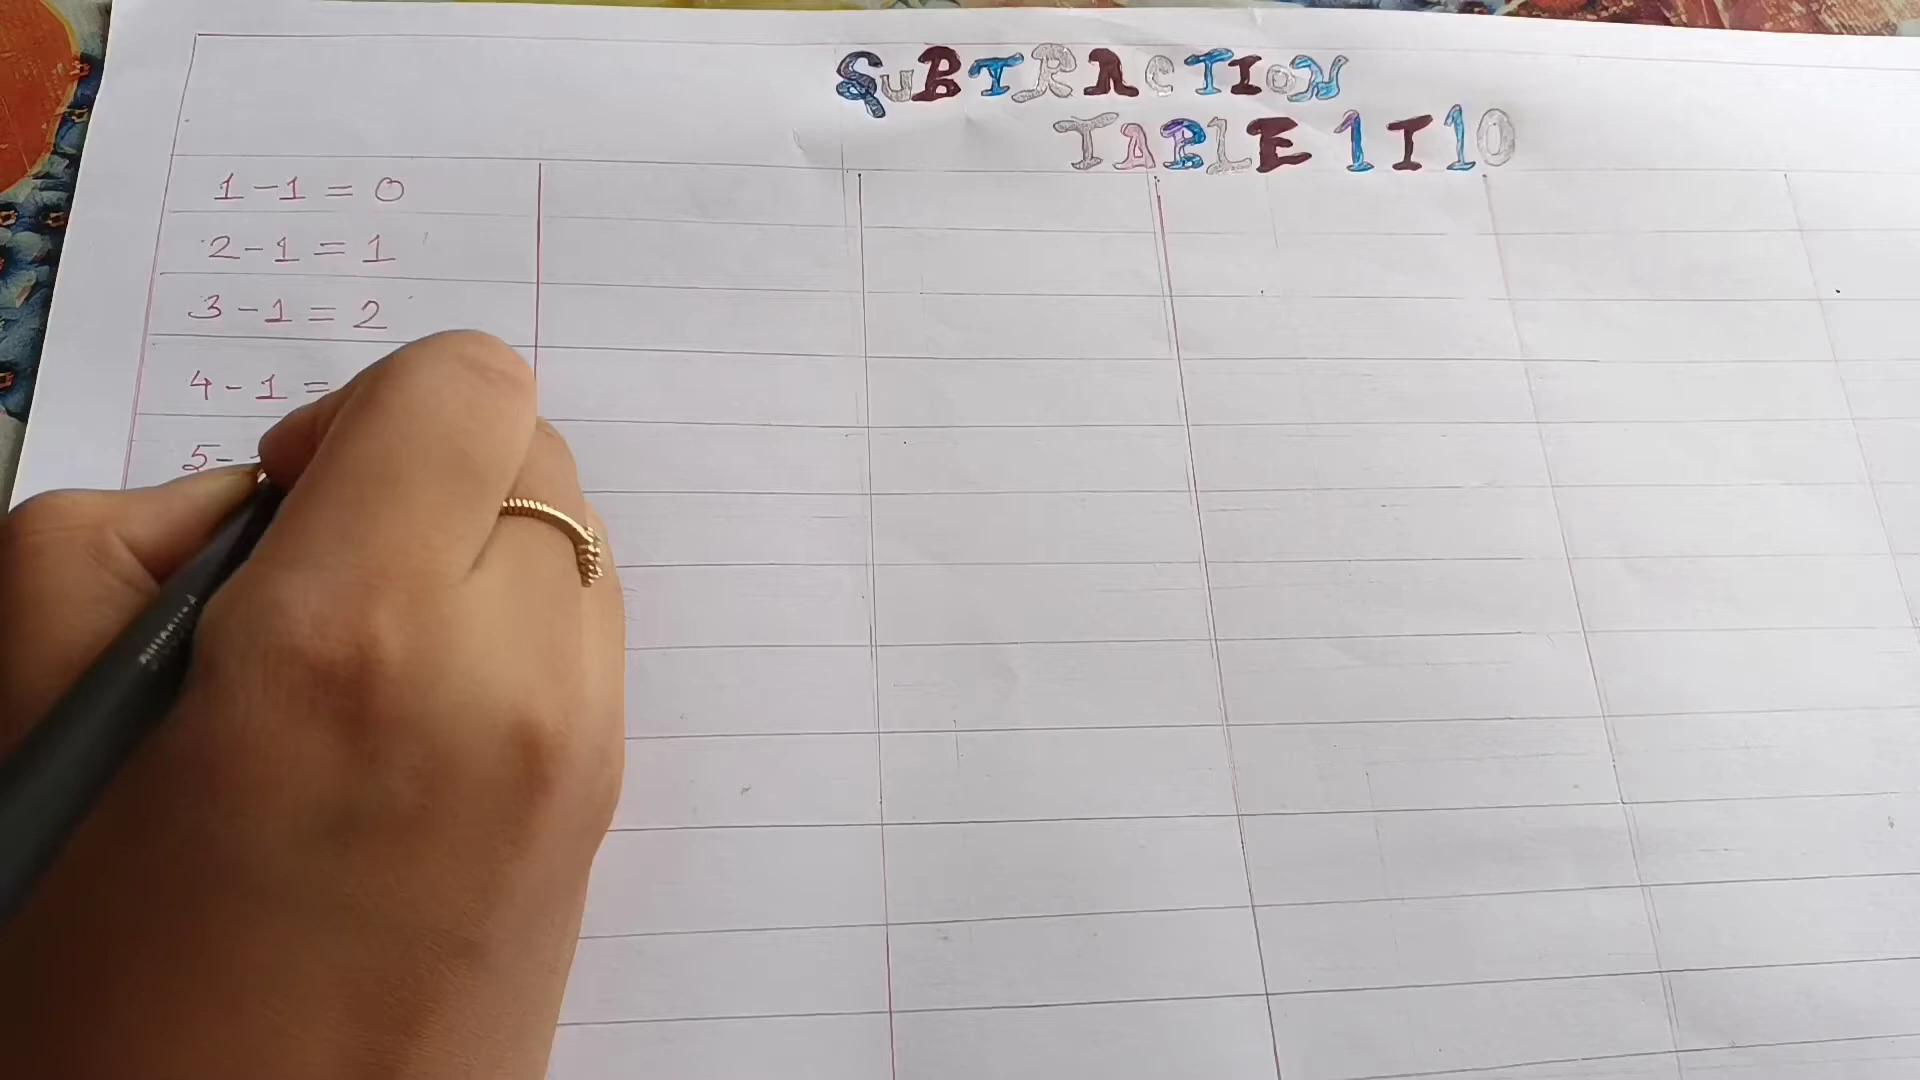 SUBTRACTION
TABLE 1 T 10
1 - 1 = 0
2 - 1 = 1
3 - 1 = 2
4 - 1 =
5 -